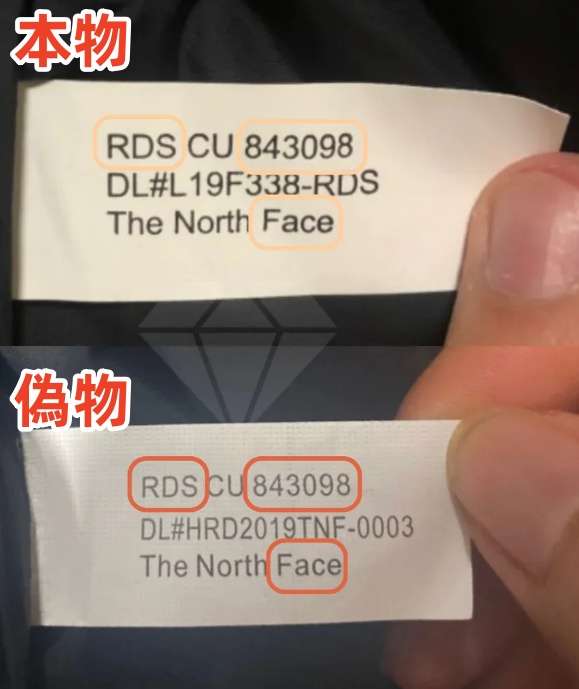 本物
RDS CU 843098
DL#L19F338-RDS
The North Face
偽物
RDS CU 843098
DL#HRD2019TNF-0003
The North Face